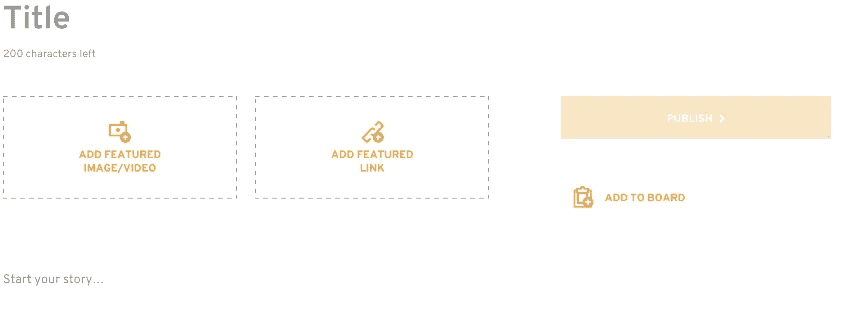 Title
200 characters left
ADD FEATURED
IMAGE/VIDEO
ADD FEATURED
LINK
PUBLISH
ADD TO BOARD
Start your story...